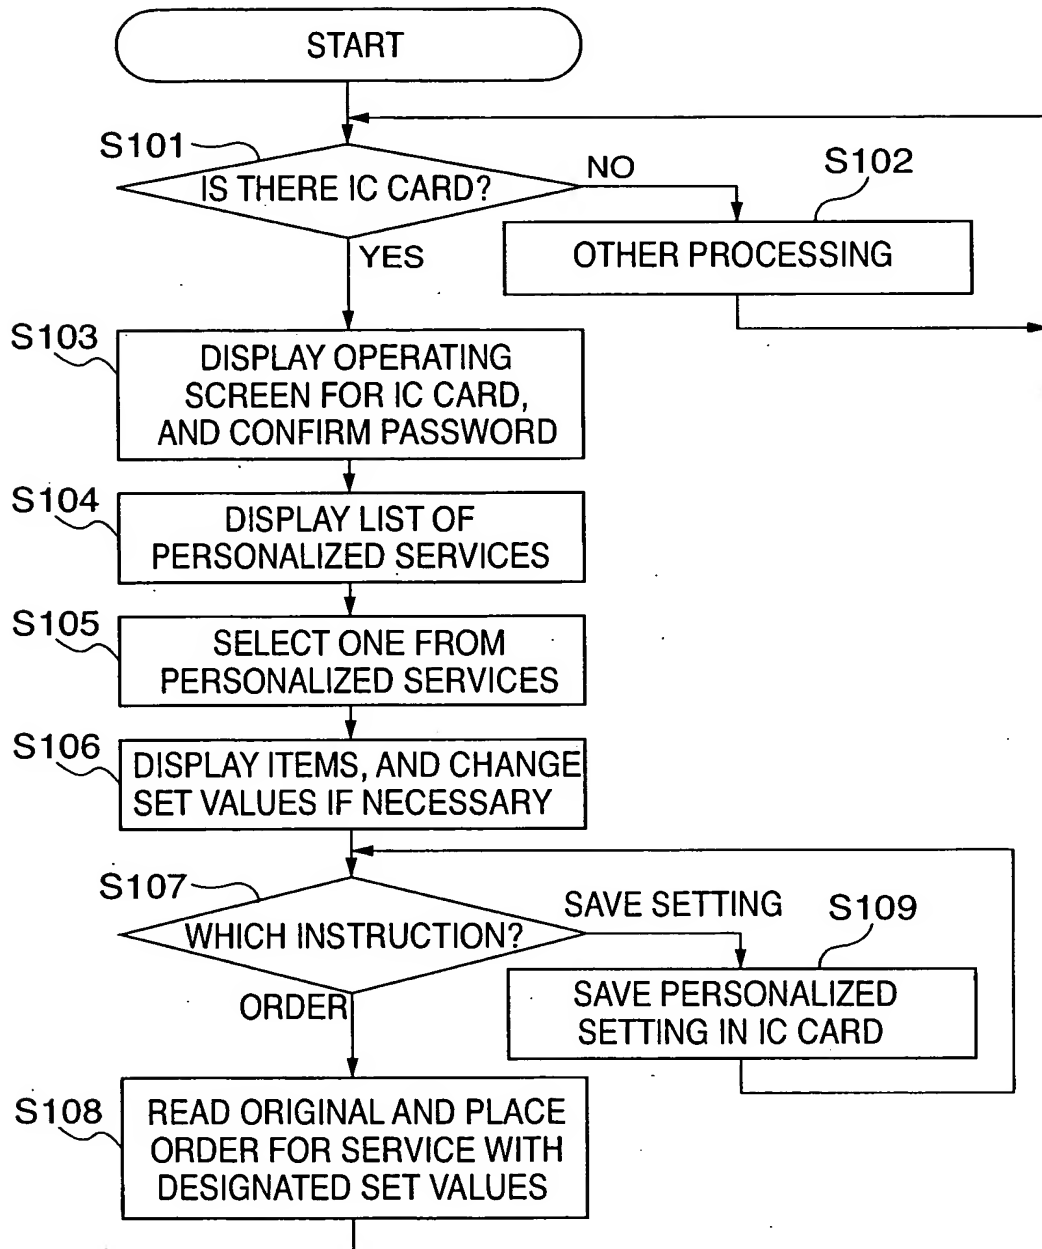 START
S101
IS THERE IC CARD?
NO
S102
OTHER PROCESSING
YES
S103
DISPLAY OPERATING
SCREEN FOR IC CARD,
AND CONFIRM PASSWORD
S104
DISPLAY LIST OF
PERSONALIZED SERVICES
S105
SELECT ONE FROM
PERSONALIZED SERVICES
S106
DISPLAY ITEMS, AND CHANGE
SET VALUES IF NECESSARY
S107
WHICH INSTRUCTION?
SAVE SETTING
S109
SAVE PERSONALIZED
SETTING IN IC CARD
ORDER
S108
READ ORIGINAL AND PLACE
ORDER FOR SERVICE WITH
DESIGNATED SET VALUES